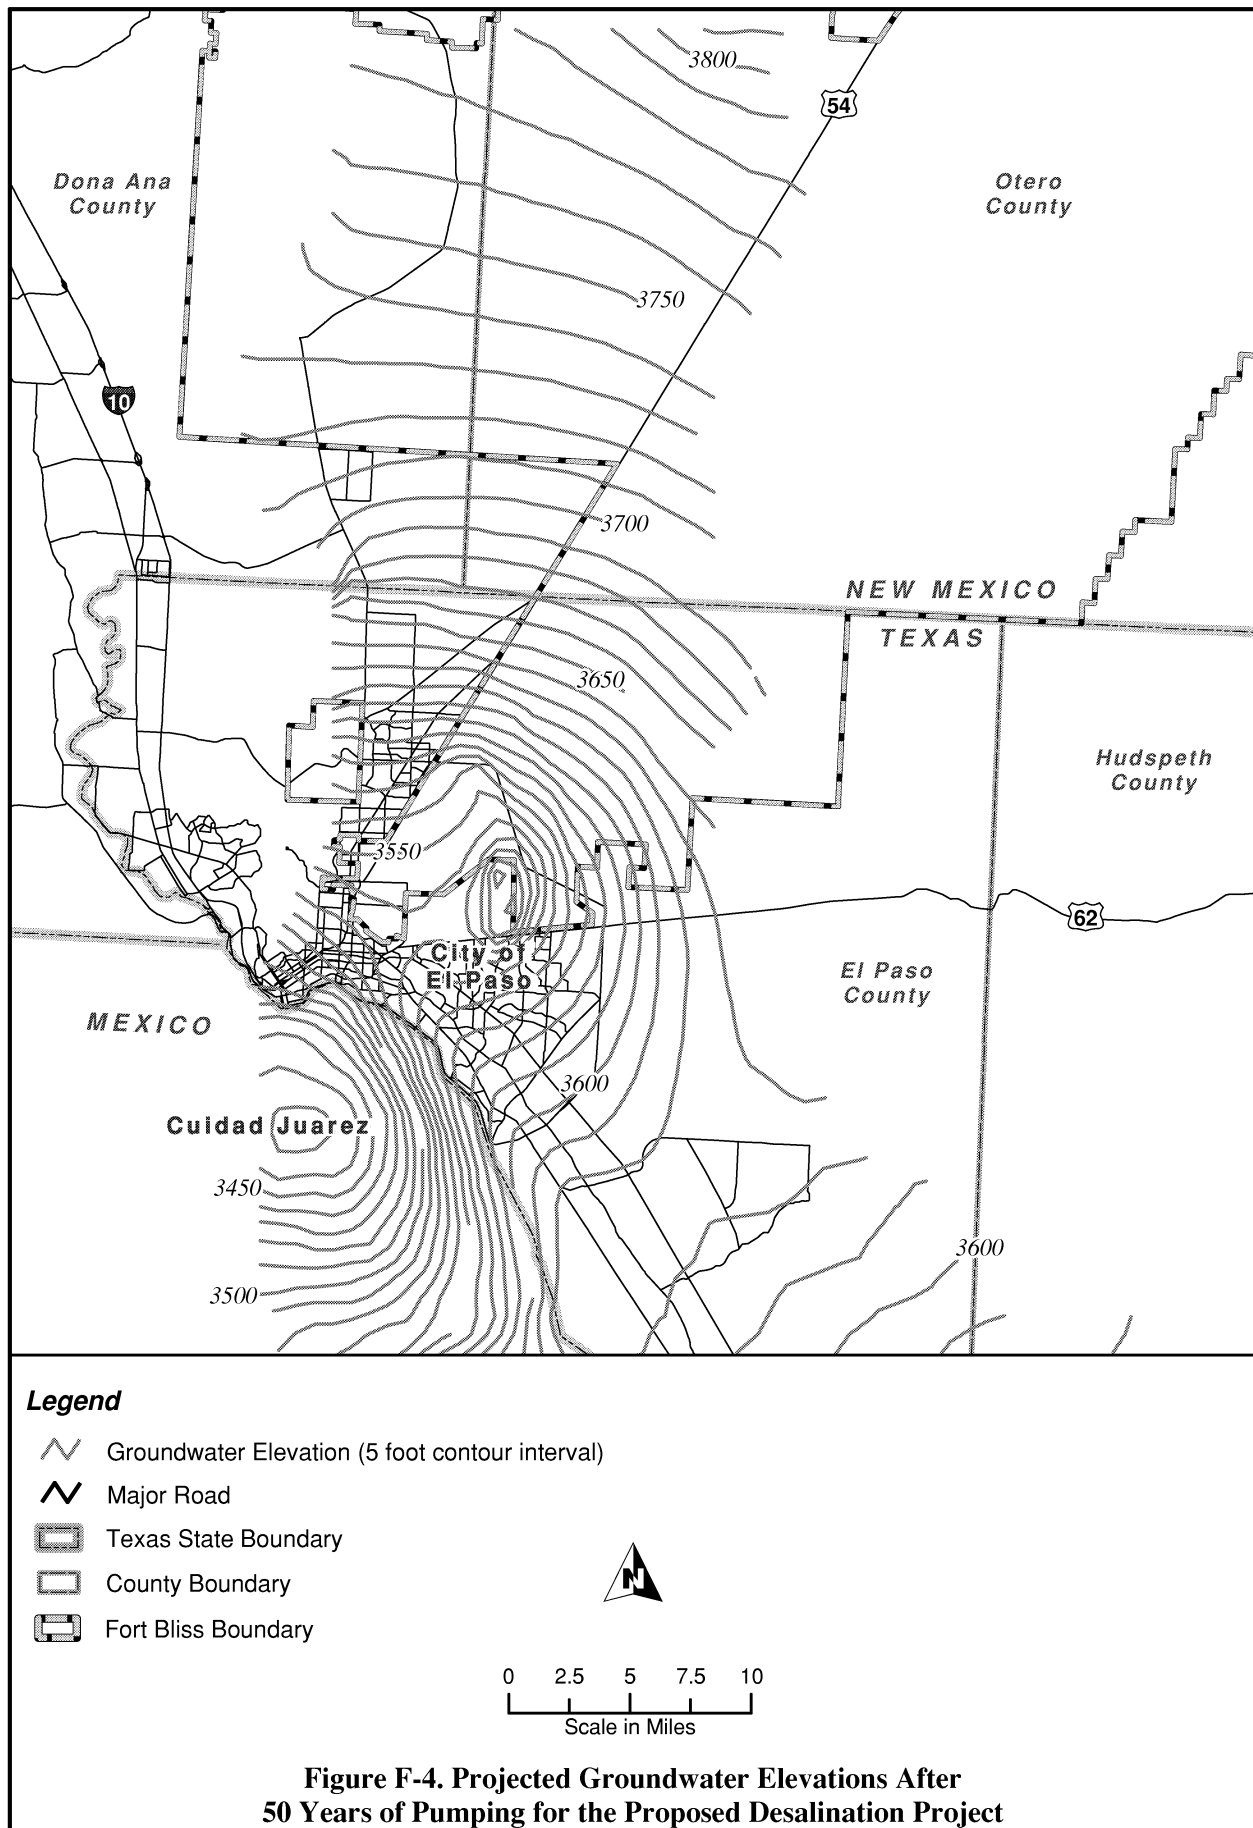 3800
54
Dona Ana
County
Otero
County
3750
10
3700
NEW MEXICO
TEXAS
3650
Hudspeth
County
3550
62
City of
El Paso
El Paso
County
MEXICO
3600
Cuidad Juarez
3450
3600
3500
Legend
Groundwater Elevation (5 foot contour interval)
Major Road
Texas State Boundary
County Boundary
Fort Bliss Boundary
N
0 2.5 5 7.5 10
Scale in Miles
Figure F-4. Projected Groundwater Elevations After
50 Years of Pumping for the Proposed Desalination Project